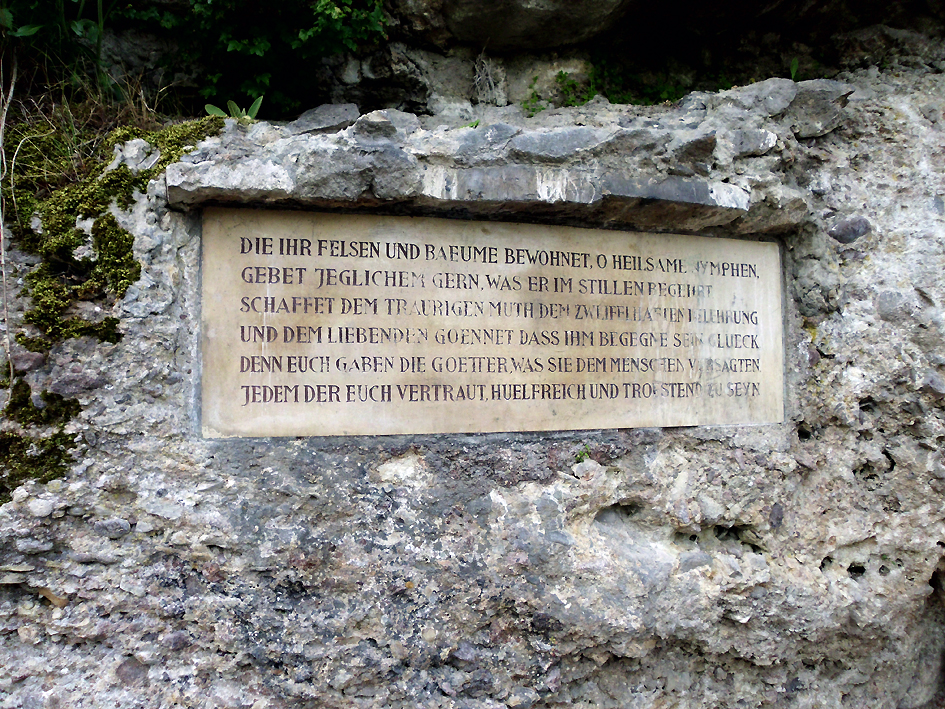 DIE IHR FELSEN UND BAEUME BEWOHNET, O HEILSAME NYMPHEN,
GEBET JEGLICHEM GERN, WAS ER IM STILLEN BEGEHRT
SCHAFFET DEM TRAURIGEN MUTH DEM ZWEIFELHAFTEN BELEHRUNG
UND DEM LIEBENDEN GOENNET DASS IHM BEGEGNE SEIN GLUECK
DENN EUCH GABEN DIE GOETTER WAS SIE DEM MENSCHEN VERSAGTEN,
JEDEM DER EUCH VERTRAUT, HUELFREICH UND TROESTEND ZU SEYN